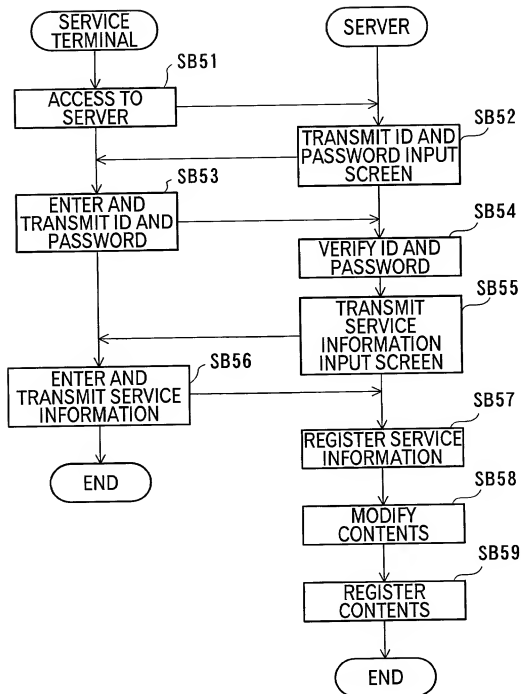 SERVICE
TERMINAL
SERVER
SB51
ACCESS TO
SERVER
SB52
TRANSMIT ID AND
PASSWORD INPUT
SCREEN
SB53
ENTER AND
TRANSMIT ID AND
PASSWORD
SB54
VERIFY ID AND
PASSWORD
SB55
TRANSMIT
SERVICE
INFORMATION
INPUT SCREEN
SB56
ENTER AND
TRANSMIT SERVICE
INFORMATION
SB57
REGISTER SERVICE
INFORMATION
END
SB58
MODIFY
CONTENTS
SB59
REGISTER
CONTENTS
END